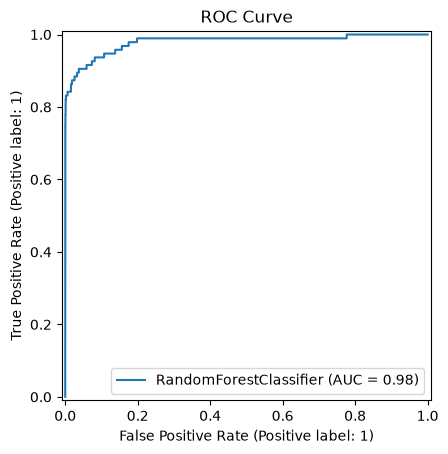 ROC Curve
True Positive Rate (Positive label: 1)
1.0
0.8
0.6
0.4
0.2
0.0
RandomForestClassifier (AUC = 0.98)
0.0 0.2 0.4 0.6 0.8 1.0
False Positive Rate (Positive label: 1)